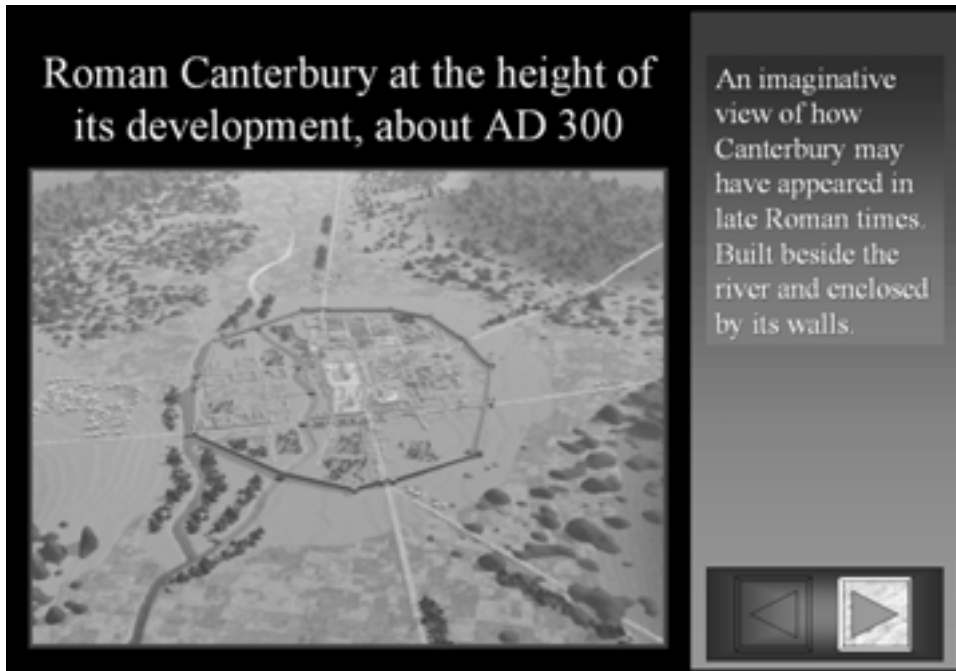 Roman Canterbury at the height of
its development, about AD 300
An imaginative
view of how
Canterbury may
have appeared in
late Roman times.
Built beside the
river and enclosed
by its walls.